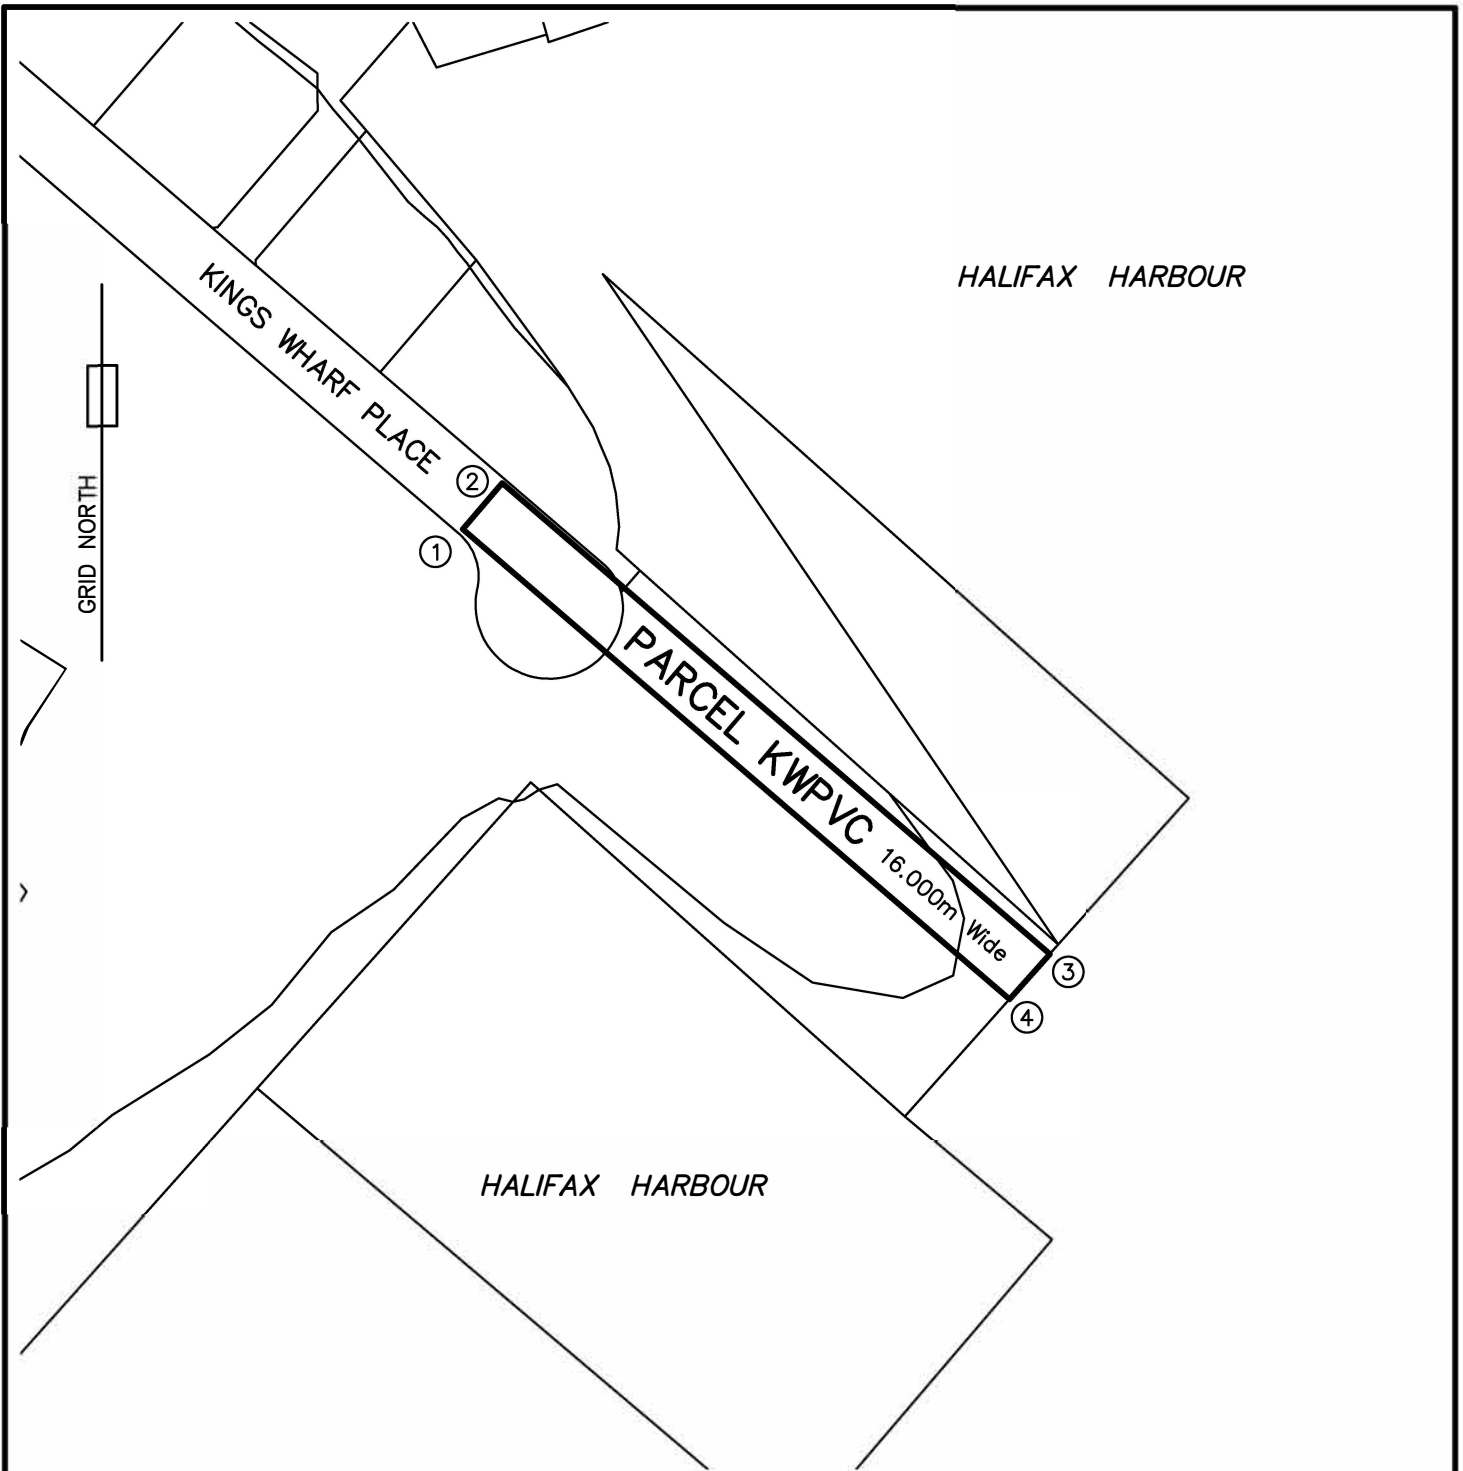 HALIFAX HARBOUR
KINGS WHARF PLACE
GRID NORTH
2
1
PARCEL KWPVC 16.000m Wide
3
4
HALIFAX HARBOUR